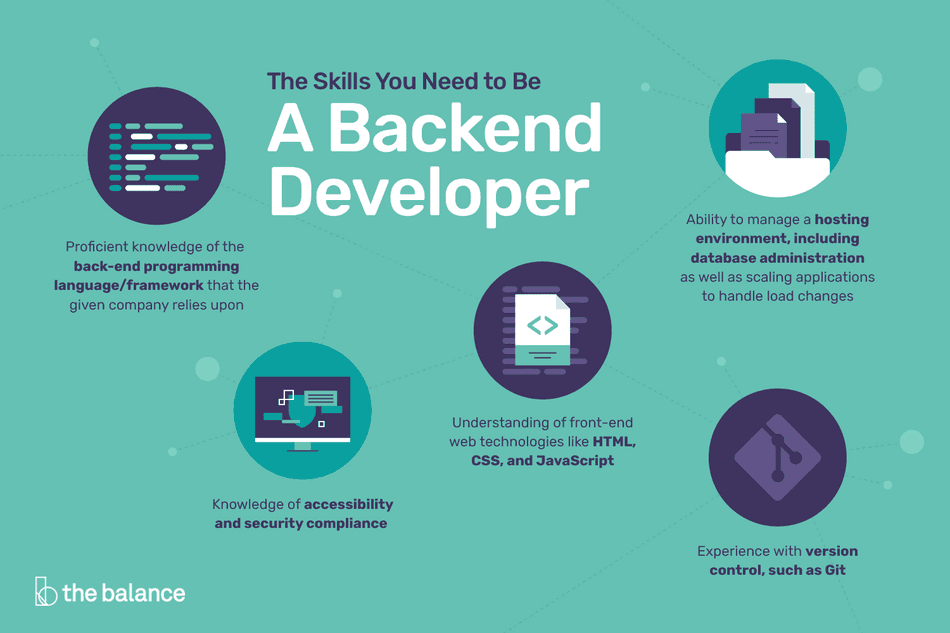 The Skills You Need to Be
A Backend
Developer
Proficient knowledge of the
back-end programming
language/framework that the
given company relies upon
Ability to manage a hosting
environment, including
database administration
as well as scaling applications
to handle load changes
Knowledge of accessibility
and security compliance
Understanding of front-end
web technologies like HTML,
CSS, and JavaScript
Experience with version
control, such as Git
the balance